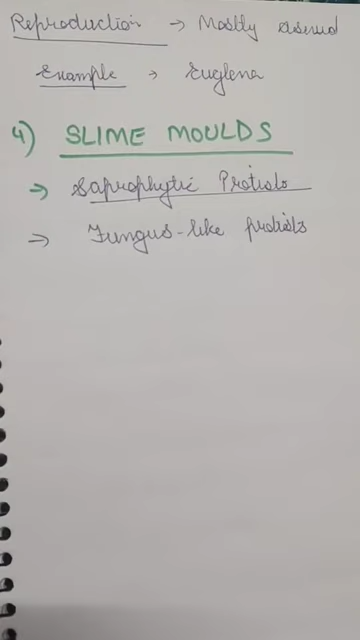 Reproduction → Mostly asexual
Example → Euglena
4) SLIME MOULDS
→ Saprophytic Protists
→ Fungus-like protists